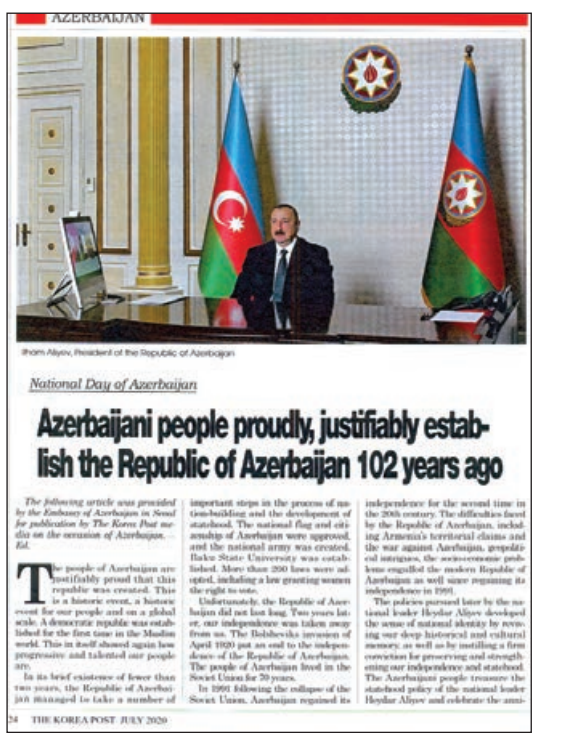 AZERBAIJAN
Ilham Aliyev, President of the Republic of Azerbaijan
National Day of Azerbaijan
Azerbaijani people proudly, justifiably estab-
lish the Republic of Azerbaijan 102 years ago
The following article was provided
by the Embassy of Azerbaijan in Seoul
for publication by The Korea Post me-
dia on the occasion of Azerbaijan. —
Ed.
The people of Azerbaijan are
justifiably proud that this
republic was created. This
is a historic event, a historic
event for our people and on a global
scale. A democratic republic was estab-
lished for the first time in the Muslim
world. This in itself showed again how
progressive and talented our people
are.
In its brief existence of fewer than
two years, the Republic of Azerbai-
jan managed to take a number of
important steps in the process of na-
tion-building and the development of
statehood. The national flag and citi-
zenship of Azerbaijan were approved,
and the national army was created.
Baku State University was estab-
lished. More than 200 laws were ad-
opted, including a law granting women
the right to vote.
Unfortunately, the Republic of Azer-
baijan did not last long. Two years lat-
er, our independence was taken away
from us. The Bolsheviks invasion of
April 1920 put an end to the indepen-
dence of the Republic of Azerbaijan.
The people of Azerbaijan lived in the
Soviet Union for 70 years.
In 1991 following the collapse of the
Soviet Union, Azerbaijan regained its
independence for the second time in
the 20th century. The difficulties faced
by the Republic of Azerbaijan, includ-
ing Armenia's territorial claims and
the war against Azerbaijan, geopoliti-
cal intrigues, the socio-economic prob-
lems engulfed the modern Republic of
Azerbaijan as well since regaining its
independence in 1991.
The policies pursued later by the na-
tional leader Heydar Aliyev developed
the sense of national identity by reviv-
ing our deep historical and cultural
memory, as well as by instilling a firm
conviction for preserving and strength-
ening our independence and statehood.
The Azerbaijani people treasure the
statehood policy of the national leader
Heydar Aliyev and celebrate the anni-
24 THE KOREA POST JULY 2020